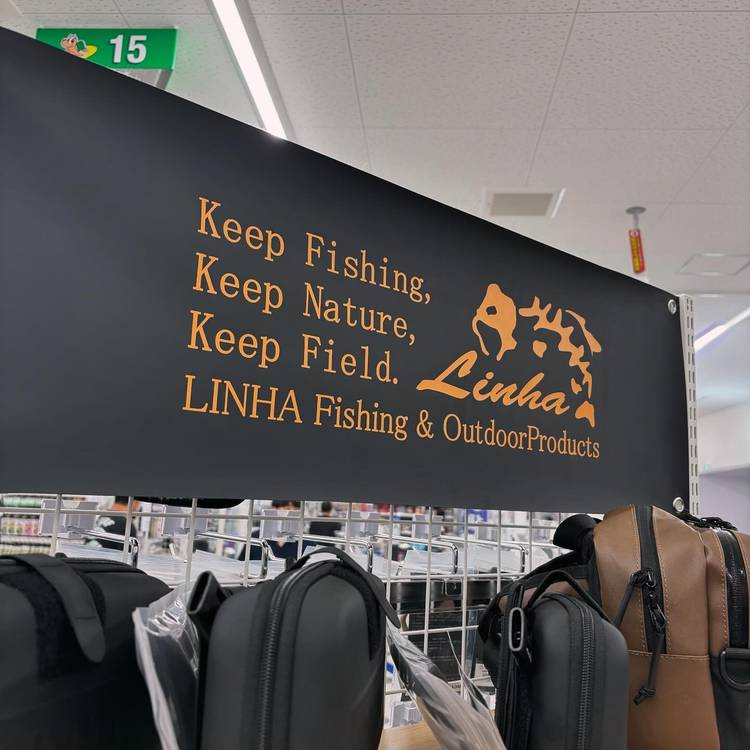 15
Keep Fishing,
Keep Nature,
Keep Field.
Linha
LINHA Fishing & OutdoorProducts